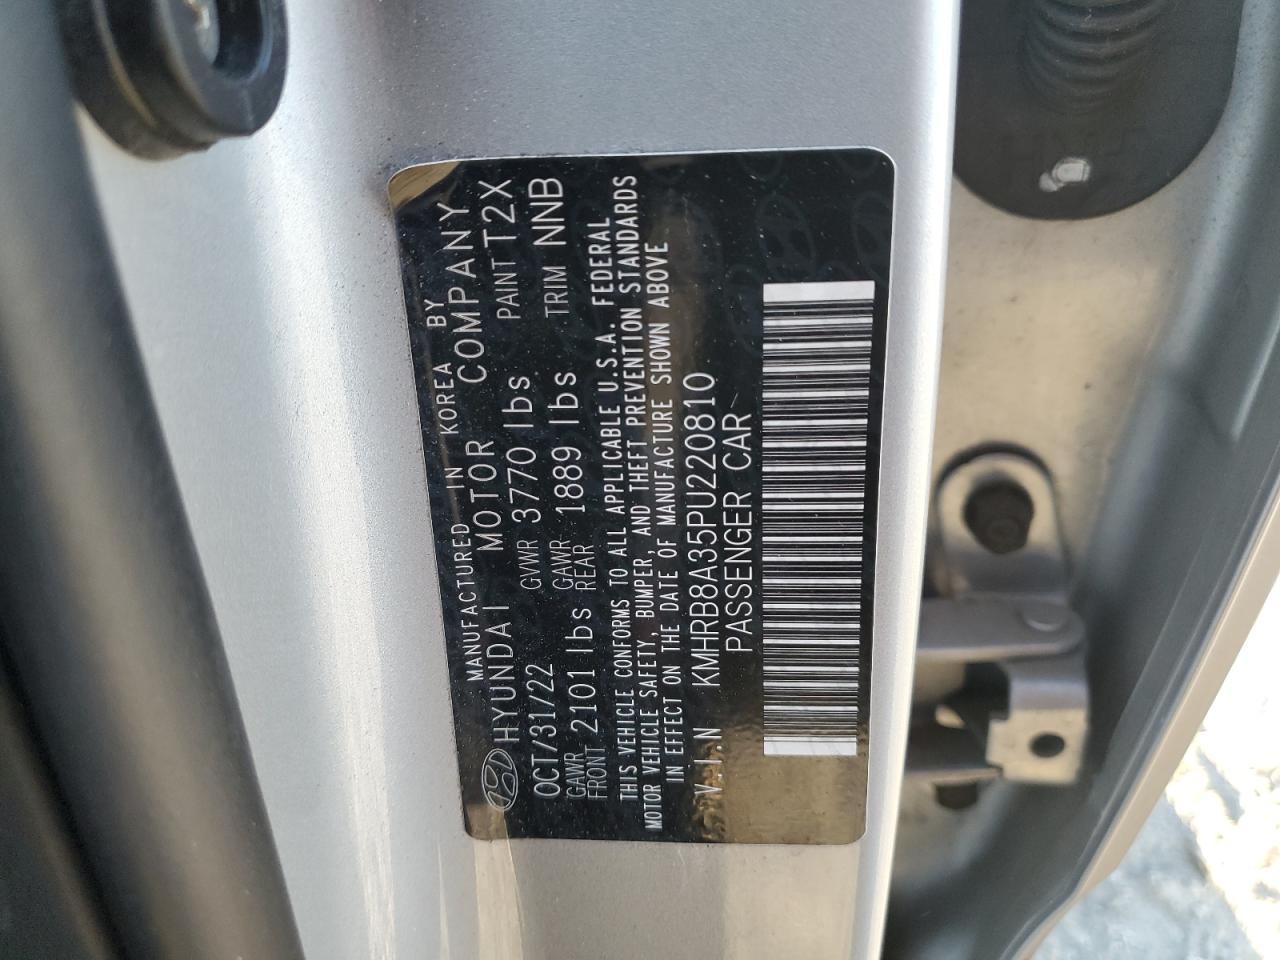 MANUFACTURED IN KOREA BY
HYUNDAI MOTOR COMPANY
OCT/31/22 GVWR 3770 lbs PAINT T2X
GAWR FRONT 2101 lbs GAWR REAR 1889 lbs TRIM NNB
THIS VEHICLE CONFORMS TO ALL APPLICABLE U.S.A. FEDERAL
MOTOR VEHICLE SAFETY, BUMPER, AND THEFT PREVENTION STANDARDS
IN EFFECT ON THE DATE OF MANUFACTURE SHOWN ABOVE
V.I.N KMHRB8A35PU220810
PASSENGER CAR